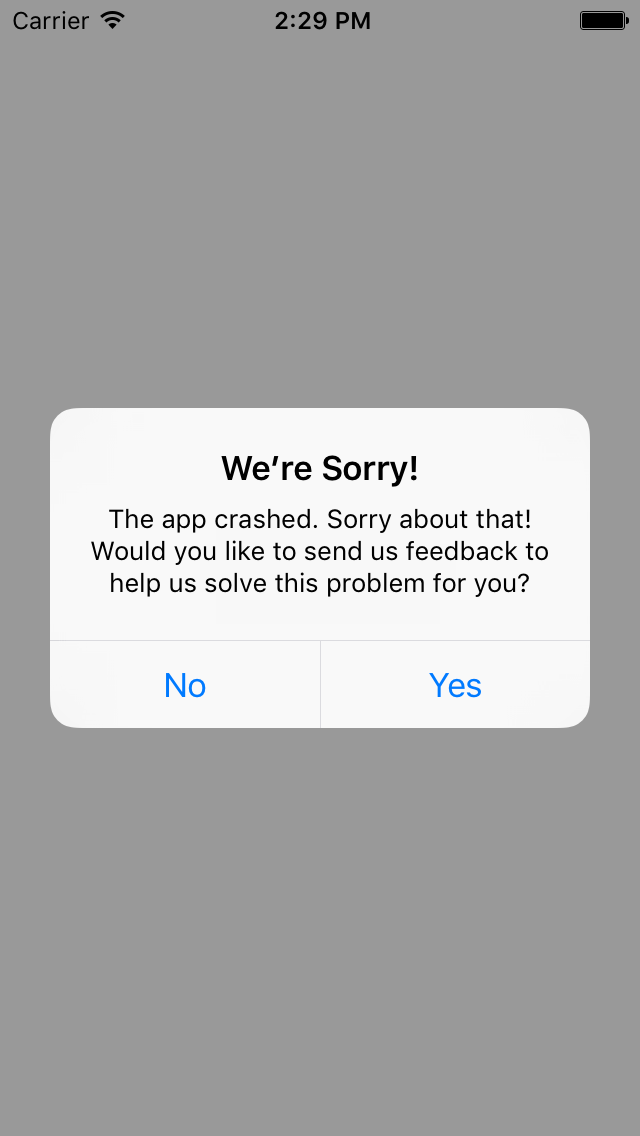 Carrier 2:29 PM
We’re Sorry!
The app crashed. Sorry about that!
Would you like to send us feedback to
help us solve this problem for you?
No Yes